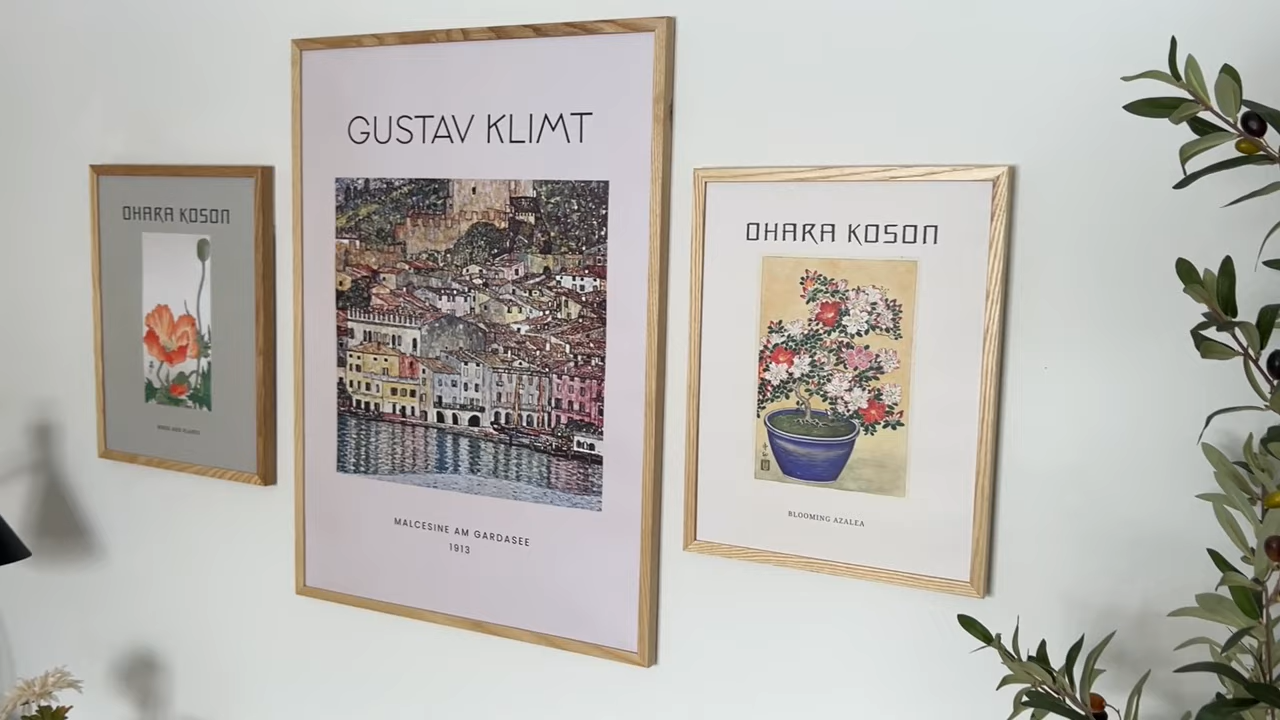 OHARA KOSON
GUSTAV KLIMT
MALCESINE AM GARDASEE
1913
OHARA KOSON
BLOOMING AZALEA